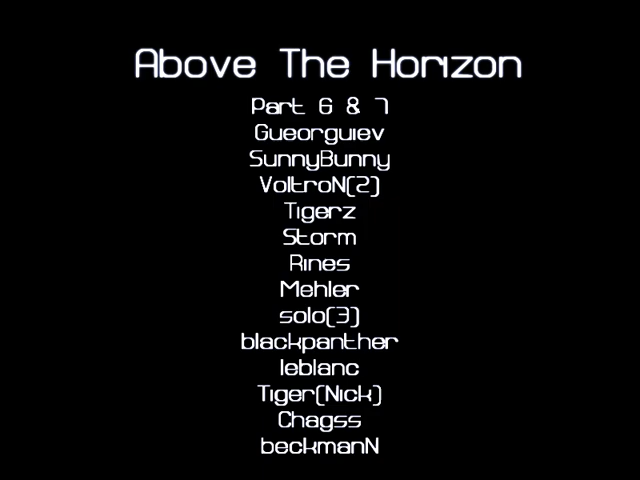 Above The Horizon
Part 6 & 7
Gueorguiev
SunnyBunny
VoltroN(2)
Tigerz
Storm
Rines
Mehler
solo(3)
blackpanther
leblanc
Tiger(Nick)
Chagss
beckmanN